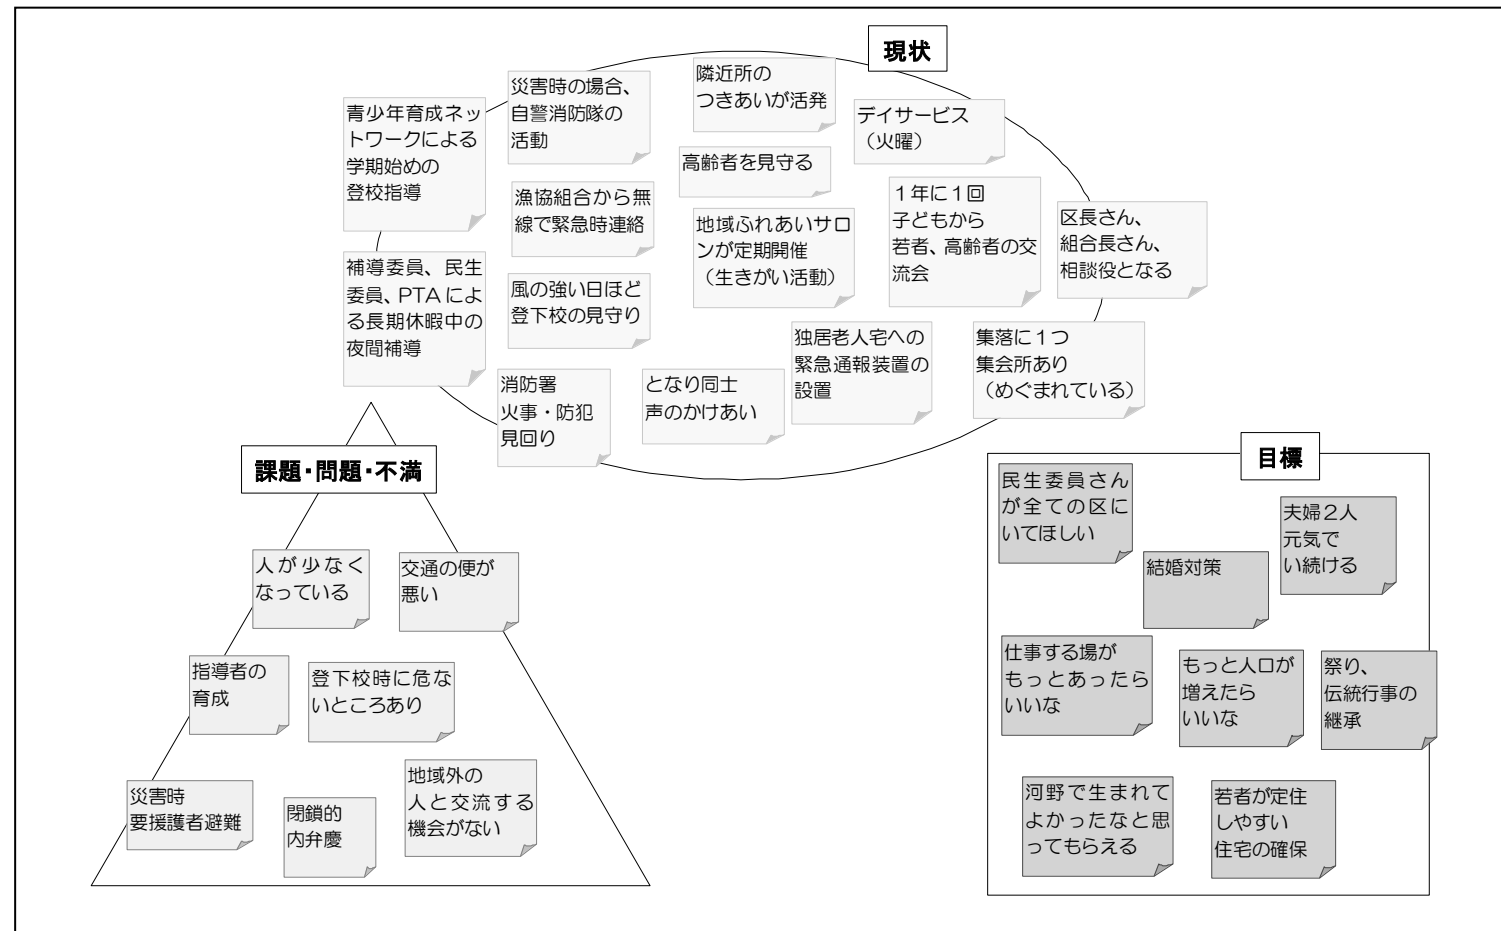 現状
青少年育成ネッ
トワークによる
学期始めの
登校指導
災害時の場合、
自警消防隊の
活動
隣近所の
つきあいが活発
デイサービス
（火曜）
高齢者を見守る
漁協組合から無
線で緊急時連絡
地域ふれあいサロ
ンが定期開催
（生きがい活動）
１年に１回
子どもから
若者、高齢者の交
流会
区長さん、
組合長さん、
相談役となる
補導委員、民生
委員、PTAによ
る長期休暇中の
夜間補導
風の強い日ほど
登下校の見守り
独居老人宅への
緊急通報装置の
設置
集落に１つ
集会所あり
（めぐまれている）
消防署
火事・防犯
見回り
となり同士
声のかけあい
課題・問題・不満
人が少なく
なっている
交通の便が
悪い
指導者の
育成
登下校時に危な
いところあり
災害時
要援護者避難
閉鎖的
内弁慶
地域外の
人と交流する
機会がない
目標
民生委員さん
が全ての区に
いてほしい
結婚対策
夫婦２人
元気で
い続ける
仕事する場が
もっとあったら
いいな
もっと人口が
増えたら
いいな
祭り、
伝統行事の
継承
河野で生まれて
よかったなと思
ってもらえる
若者が定住
しやすい
住宅の確保